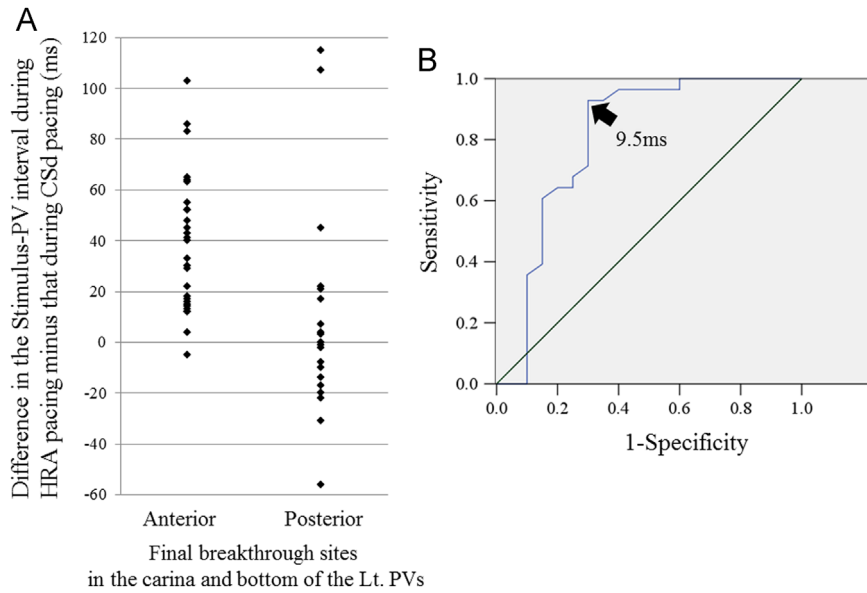 A
Difference in the Stimulus-PV interval during
HRA pacing minus that during CSd pacing (ms)
120
100
80
60
40
20
0
-20
-40
-60
Anterior Posterior
Final breakthrough sites
in the carina and bottom of the Lt. PVs
B
Sensitivity
1.0
0.8
0.6
0.4
0.2
0.0
9.5ms
0.0 0.2 0.4 0.6 0.8 1.0
1-Specificity